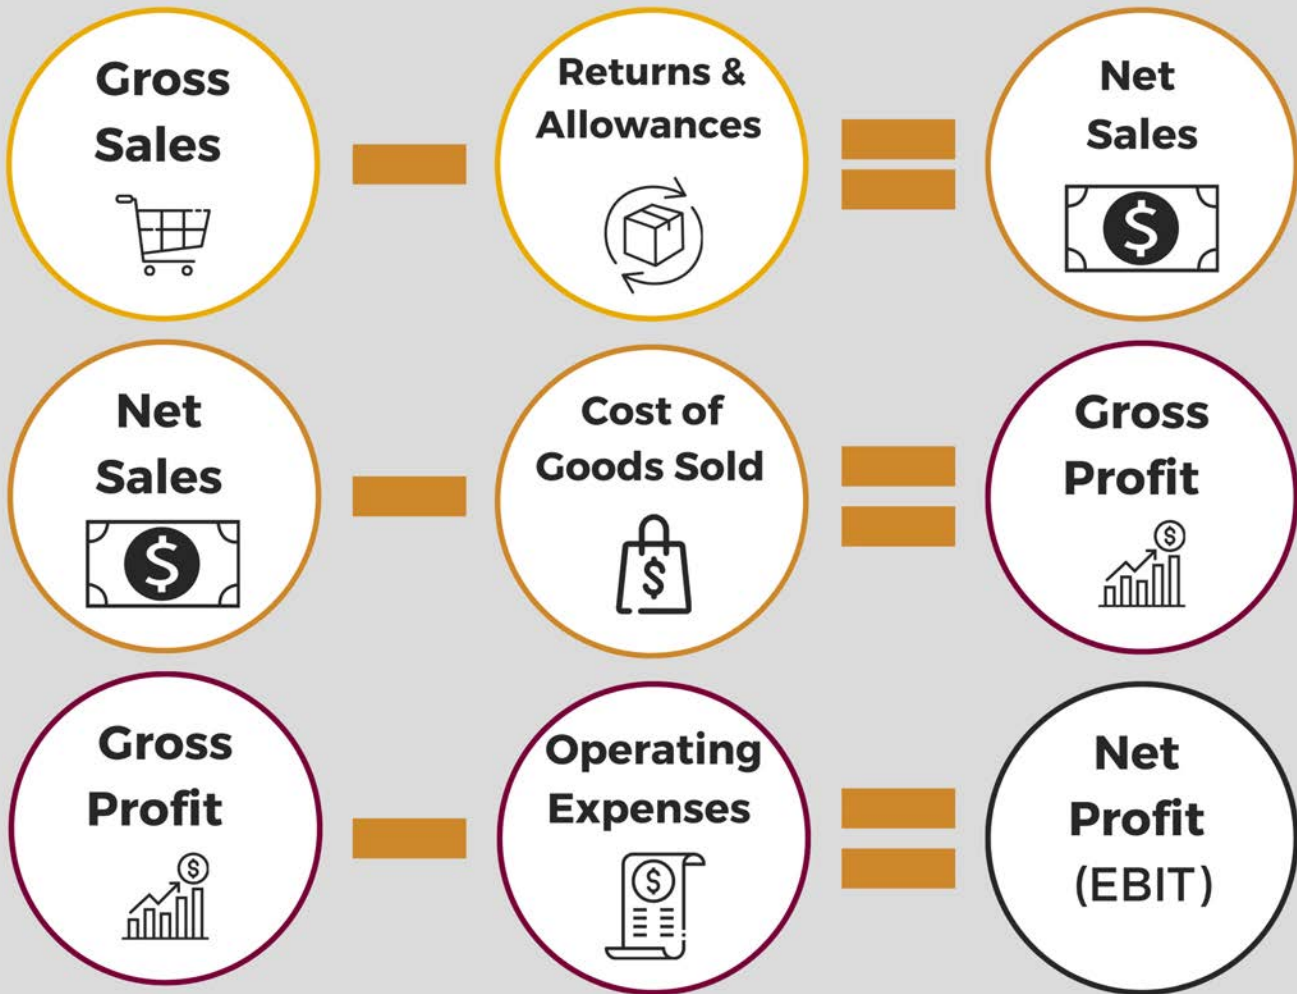 Gross
Sales
Returns &
Allowances
Net
Sales
$
Net
Sales
$
Cost of
Goods Sold
$
Gross
Profit
$
Gross
Profit
$
Operating
Expenses
$
Net
Profit
(EBIT)